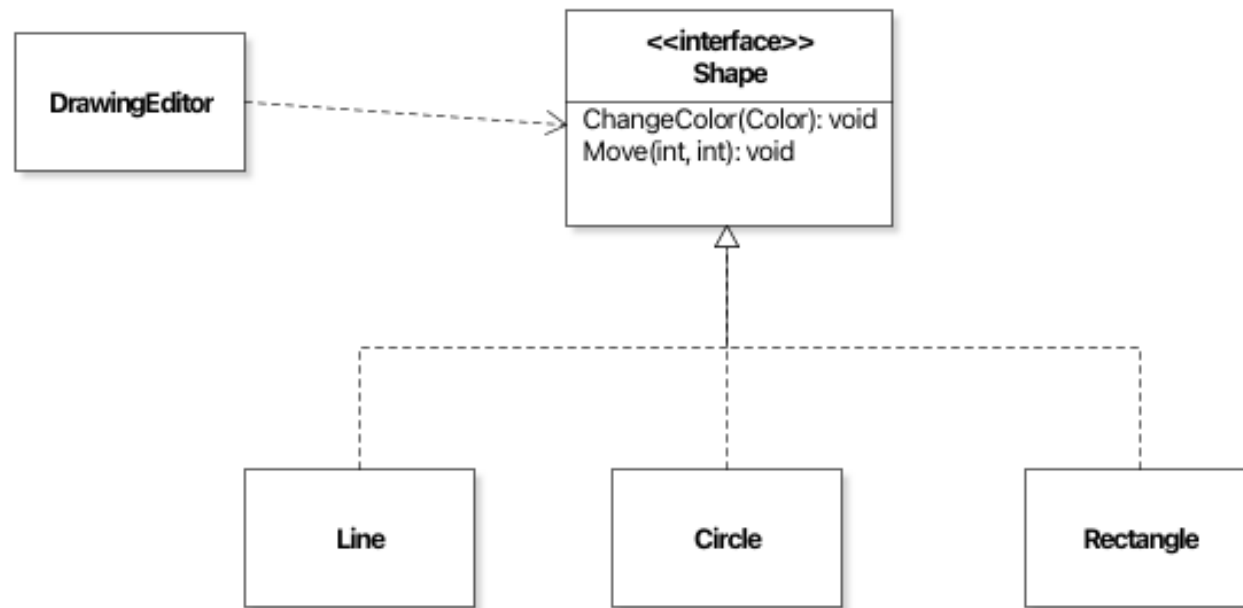 DrawingEditor
<<interface>>
Shape
ChangeColor(Color): void
Move(int, int): void
Line
Circle
Rectangle